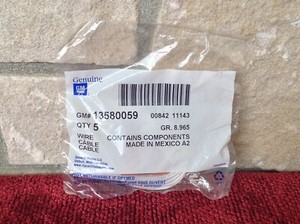 Genuine
GM
GM# 13580059 00842 11143
QTY 5 GR. 8.965
WIRE CONTAINS COMPONENTS
CABLE MADE IN MEXICO A2
CABLE